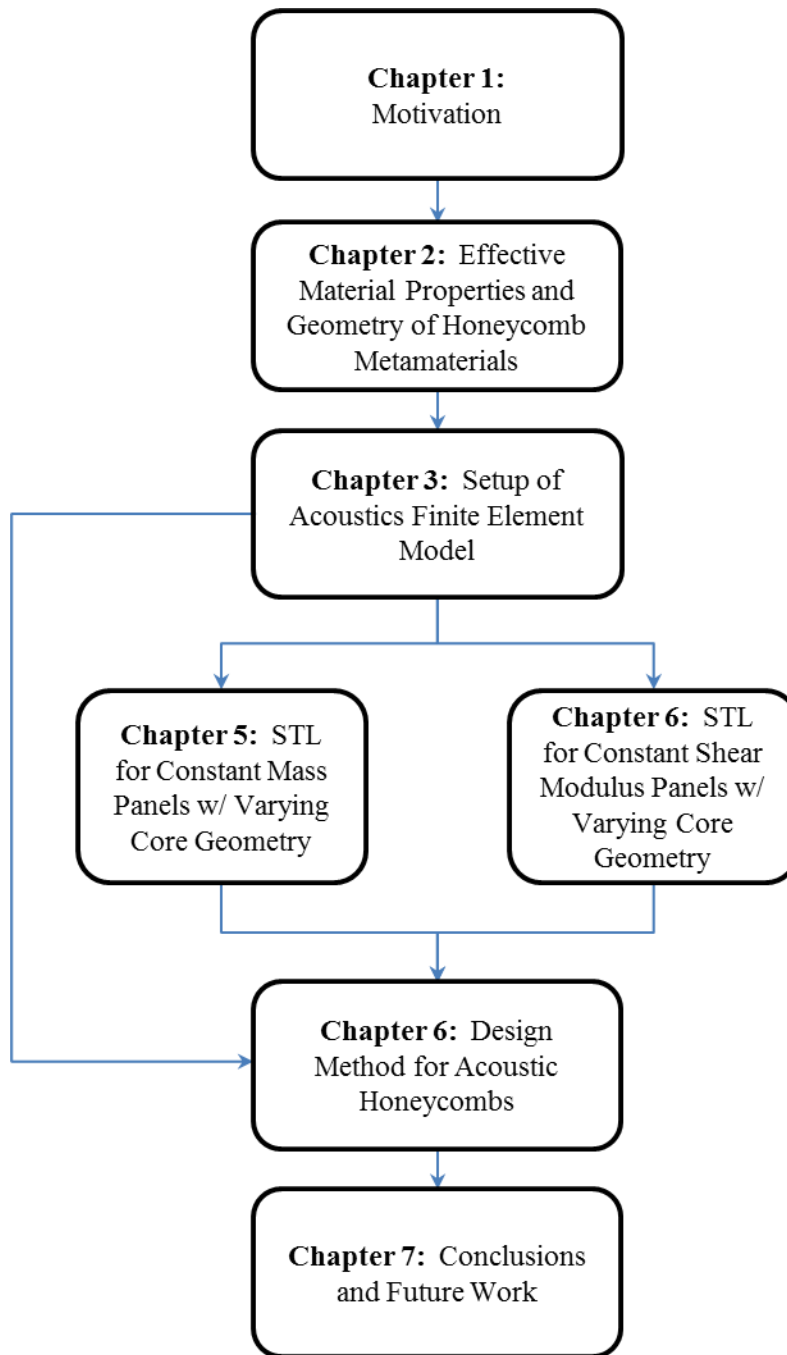 Chapter 1:
Motivation
Chapter 2: Effective
Material Properties and
Geometry of Honeycomb
Metamaterials
Chapter 3: Setup of
Acoustics Finite Element
Model
Chapter 5: STL
for Constant Mass
Panels w/ Varying
Core Geometry
Chapter 6: STL
for Constant Shear
Modulus Panels w/
Varying Core
Geometry
Chapter 6: Design
Method for Acoustic
Honeycombs
Chapter 7: Conclusions
and Future Work